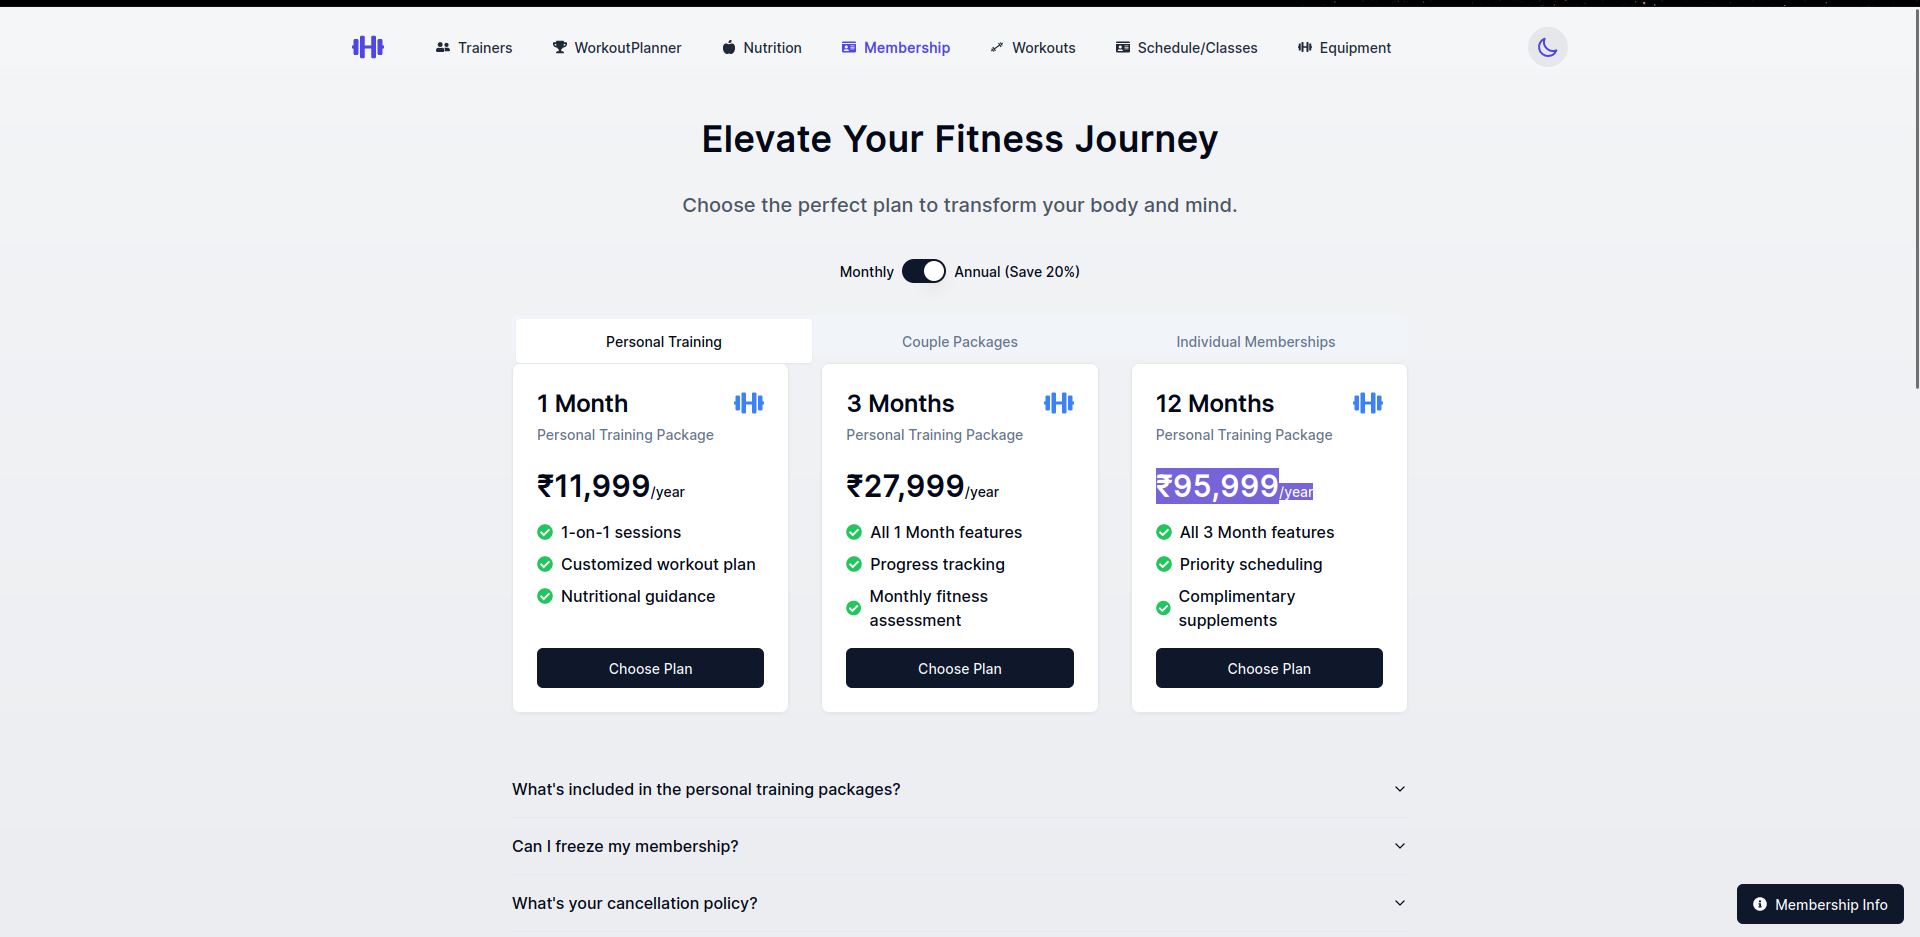 Trainers WorkoutPlanner Nutrition Membership Workouts Schedule/Classes Equipment
Elevate Your Fitness Journey
Choose the perfect plan to transform your body and mind.
Monthly Annual (Save 20%)
Personal Training Couple Packages Individual Memberships
1 Month
Personal Training Package
₹11,999/year
1-on-1 sessions
Customized workout plan
Nutritional guidance
Choose Plan
3 Months
Personal Training Package
₹27,999/year
All 1 Month features
Progress tracking
Monthly fitness
assessment
Choose Plan
12 Months
Personal Training Package
₹95,999/year
All 3 Month features
Priority scheduling
Complimentary
supplements
Choose Plan
What's included in the personal training packages?
Can I freeze my membership?
What's your cancellation policy?
Membership Info